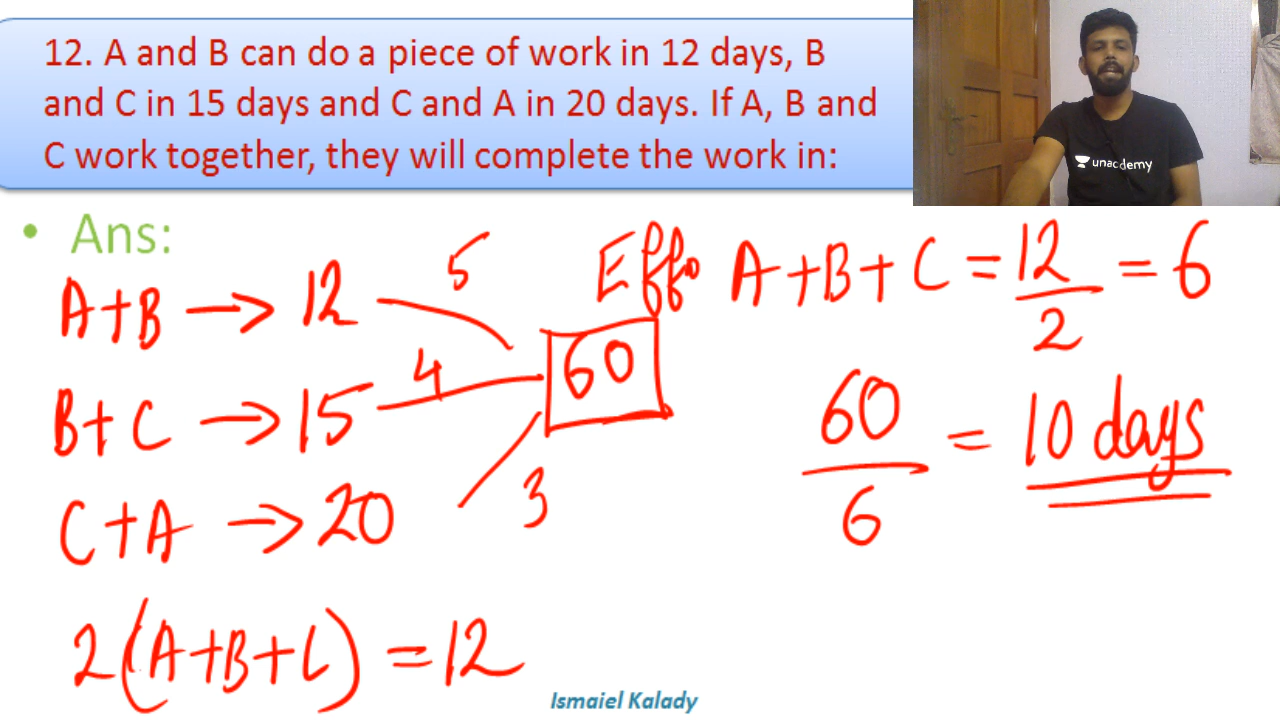 12. A and B can do a piece of work in 12 days, B
and C in 15 days and C and A in 20 days. If A, B and
C work together, they will complete the work in:
unacademy
• Ans:
A+B → 12
5
B+C → 15
4
60
C+A → 20
3
2(A+B+C) = 12
Eff. A+B+C = 12/2 = 6
60/6 = 10 days
Ismaiel Kalady